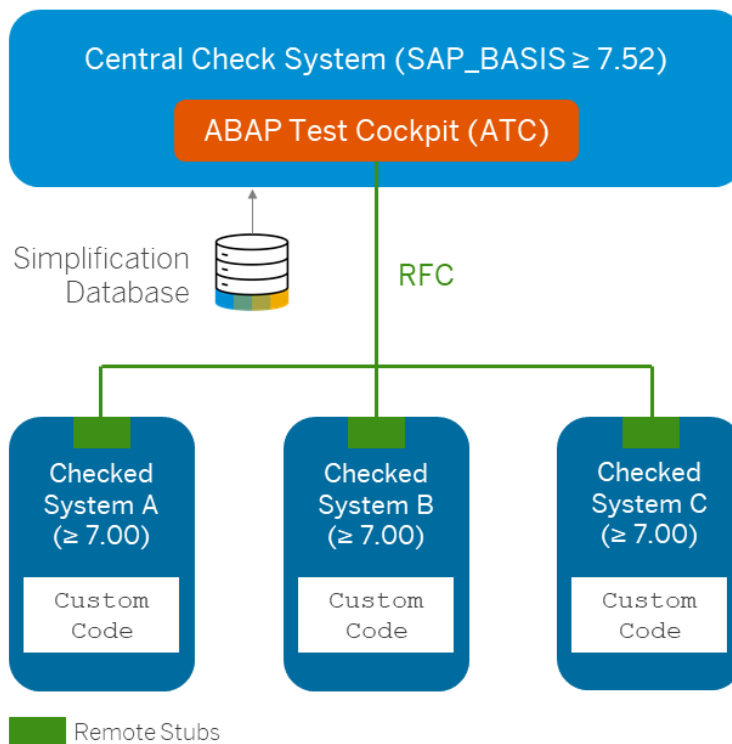 Central Check System (SAP_BASIS ≥ 7.52)
ABAP Test Cockpit (ATC)
Simplification
Database
RFC
Checked
System A
(≥ 7.00)
Custom
Code
Checked
System B
(≥ 7.00)
Custom
Code
Checked
System C
(≥ 7.00)
Custom
Code
Remote Stubs